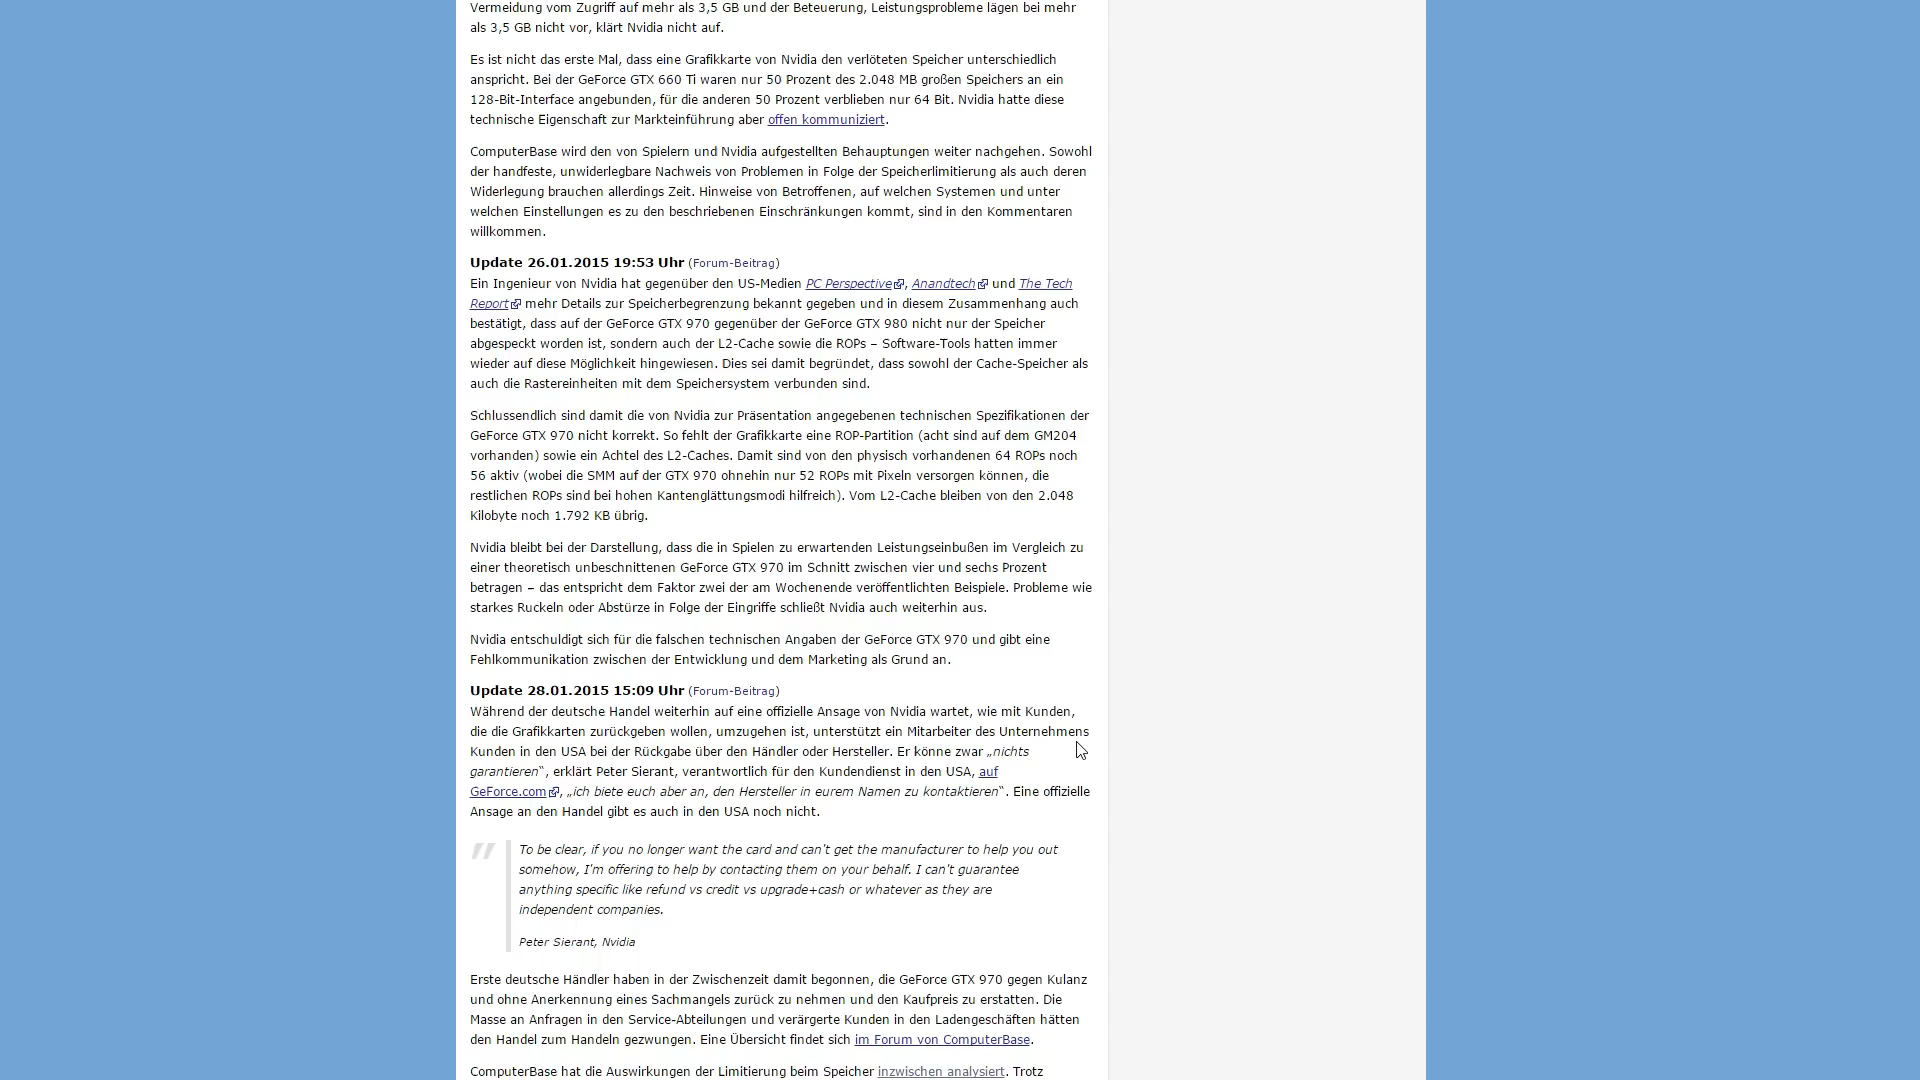 Vermeidung vom Zugriff auf mehr als 3,5 GB und der Beteuerung, Leistungsprobleme lägen bei mehr
als 3,5 GB nicht vor, klärt Nvidia nicht auf.
Es ist nicht das erste Mal, dass eine Grafikkarte von Nvidia den verlöteten Speicher unterschiedlich
anspricht. Bei der GeForce GTX 660 Ti waren nur 50 Prozent des 2.048 MB großen Speichers an ein
128-Bit-Interface angebunden, für die anderen 50 Prozent verblieben nur 64 Bit. Nvidia hatte diese
technische Eigenschaft zur Markteinführung aber offen kommuniziert.
ComputerBase wird den von Spielern und Nvidia aufgestellten Behauptungen weiter nachgehen. Sowohl
der handfeste, unwiderlegbare Nachweis von Problemen in Folge der Speicherlimitierung als auch deren
Widerlegung brauchen allerdings Zeit. Hinweise von Betroffenen, auf welchen Systemen und unter
welchen Einstellungen es zu den beschriebenen Einschränkungen kommt, sind in den Kommentaren
willkommen.
Update 26.01.2015 19:53 Uhr (Forum-Beitrag)
Ein Ingenieur von Nvidia hat gegenüber den US-Medien PC Perspective, Anandtech und The Tech
Report mehr Details zur Speicherbegrenzung bekannt gegeben und in diesem Zusammenhang auch
bestätigt, dass auf der GeForce GTX 970 gegenüber der GeForce GTX 980 nicht nur der Speicher
abgespeckt worden ist, sondern auch der L2-Cache sowie die ROPs – Software-Tools hatten immer
wieder auf diese Möglichkeit hingewiesen. Dies sei damit begründet, dass sowohl der Cache-Speicher als
auch die Rastereinheiten mit dem Speichersystem verbunden sind.
Schlussendlich sind damit die von Nvidia zur Präsentation angegebenen technischen Spezifikationen der
GeForce GTX 970 nicht korrekt. So fehlt der Grafikkarte eine ROP-Partition (acht sind auf dem GM204
vorhanden) sowie ein Achtel des L2-Caches. Damit sind von den physisch vorhandenen 64 ROPs noch
56 aktiv (wobei die SMM auf der GTX 970 ohnehin nur 52 ROPs mit Pixeln versorgen können, die
restlichen ROPs sind bei hohen Kantenglättungsmodi hilfreich). Vom L2-Cache bleiben von den 2.048
Kilobyte noch 1.792 KB übrig.
Nvidia bleibt bei der Darstellung, dass die in Spielen zu erwartenden Leistungseinbußen im Vergleich zu
einer theoretisch unbeschnittenen GeForce GTX 970 im Schnitt zwischen vier und sechs Prozent
betragen – das entspricht dem Faktor zwei der am Wochenende veröffentlichten Beispiele. Probleme wie
starkes Ruckeln oder Abstürze in Folge der Eingriffe schließt Nvidia auch weiterhin aus.
Nvidia entschuldigt sich für die falschen technischen Angaben der GeForce GTX 970 und gibt eine
Fehlkommunikation zwischen der Entwicklung und dem Marketing als Grund an.
Update 28.01.2015 15:09 Uhr (Forum-Beitrag)
Während der deutsche Handel weiterhin auf eine offizielle Ansage von Nvidia wartet, wie mit Kunden,
die die Grafikkarten zurückgeben wollen, umzugehen ist, unterstützt ein Mitarbeiter des Unternehmens
Kunden in den USA bei der Rückgabe über den Händler oder Hersteller. Er könne zwar „nichts
garantieren“, erklärt Peter Sierant, verantwortlich für den Kundendienst in den USA, auf
GeForce.com, „ich biete euch aber an, den Hersteller in eurem Namen zu kontaktieren“. Eine offizielle
Ansage an den Handel gibt es auch in den USA noch nicht.
To be clear, if you no longer want the card and can't get the manufacturer to help you out
somehow, I'm offering to help by contacting them on your behalf. I can't guarantee
anything specific like refund vs credit vs upgrade+cash or whatever as they are
independent companies.
Peter Sierant, Nvidia
Erste deutsche Händler haben in der Zwischenzeit damit begonnen, die GeForce GTX 970 gegen Kulanz
und ohne Anerkennung eines Sachmangels zurück zu nehmen und den Kaufpreis zu erstatten. Die
Masse an Anfragen in den Service-Abteilungen und verärgerte Kunden in den Ladengeschäften hätten
den Handel zum Handeln gezwungen. Eine Übersicht findet sich im Forum von ComputerBase.
ComputerBase hat die Auswirkungen der Limitierung beim Speicher inzwischen analysiert. Trotz